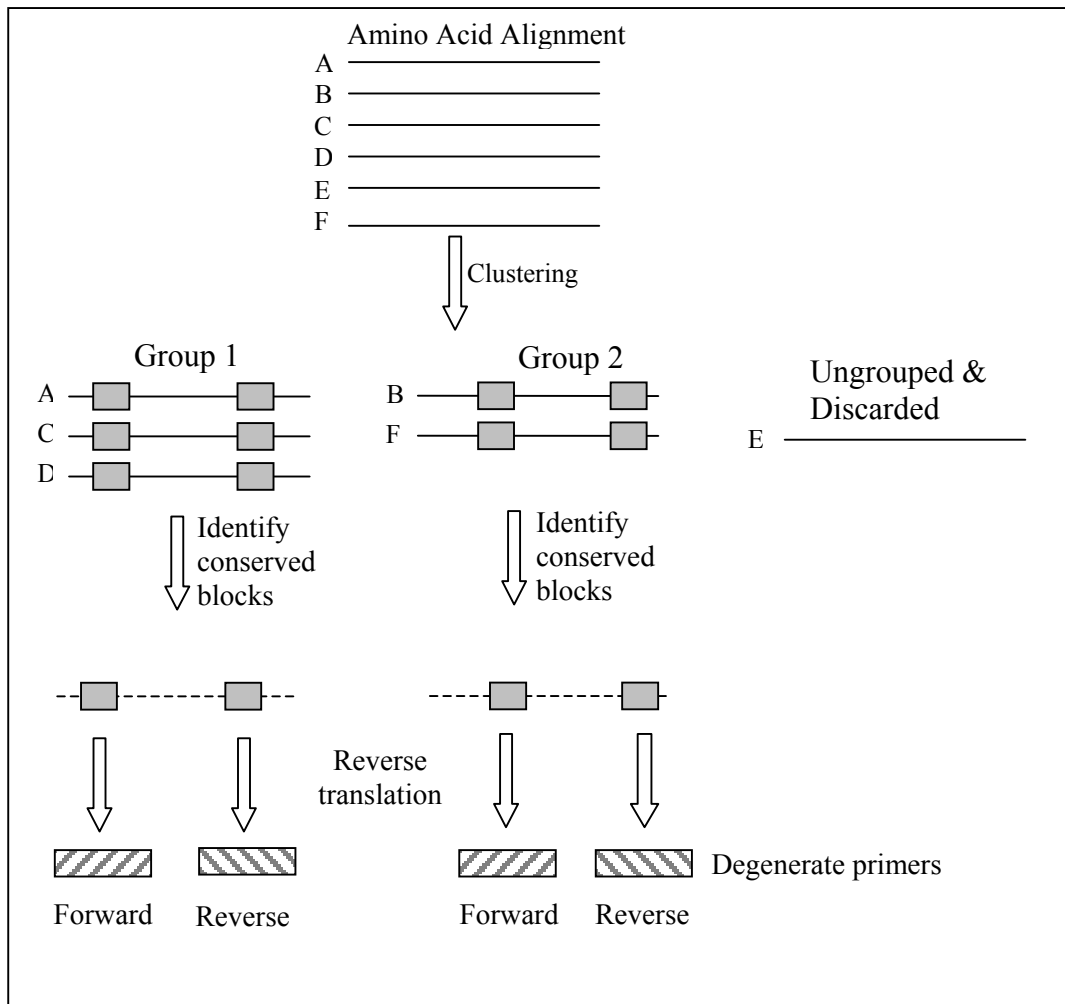 Amino Acid Alignment
A
B
C
D
E
F
Clustering
Group 1
A
C
D
Group 2
B
F
Ungrouped &
Discarded
E
Identify
conserved
blocks
Identify
conserved
blocks
Reverse
translation
Degenerate primers
Forward
Reverse
Forward
Reverse